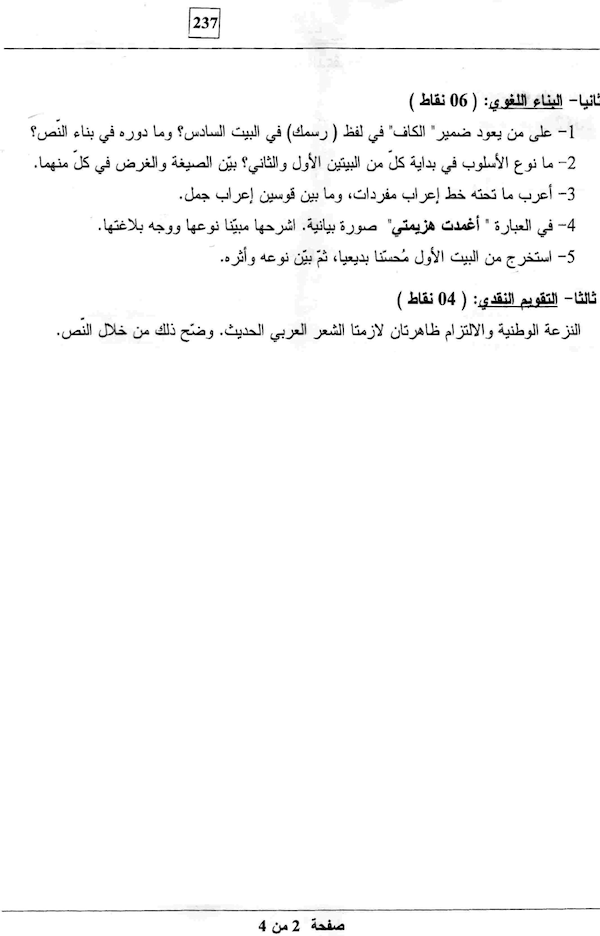 237
ثانيا- البناء اللغوي: ( 06 نقاط )
1- على من يعود ضمير" الكاف" في لفظ ( رسمك) في البيت السادس؟ وما دوره في بناء النّص؟
2- ما نوع الأسلوب في بداية كلّ من البيتين الأول والثاني؟ بيّن الصيغة والغرض في كلّ منهما.
3- أعرب ما تحته خط إعراب مفردات، وما بين قوسين إعراب جمل.
4- في العبارة " أغمدت هزيمتي" صورة بيانية. اشرحها مبيّنا نوعها ووجه بلاغتها.
5- استخرج من البيت الأول مُحسّنا بديعيا، ثمّ بيّن نوعه وأثره.
ثالثا- التقويم النقدي: ( 04 نقاط )
النزعة الوطنية والالتزام ظاهرتان لازمتا الشعر العربي الحديث. وضّح ذلك من خلال النّص.
صفحة 2 من 4